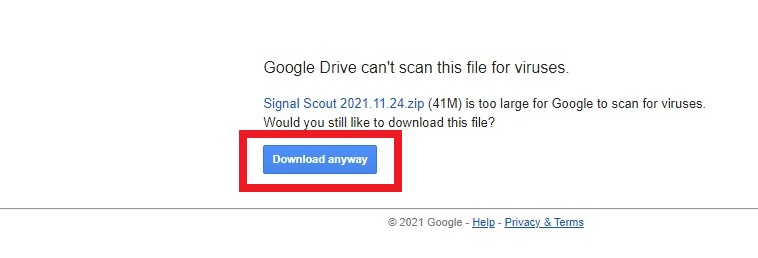 Google Drive can't scan this file for viruses.
Signal Scout 2021.11.24.zip (41M) is too large for Google to scan for viruses.
Would you still like to download this file?
Download anyway
© 2021 Google - Help - Privacy & Terms